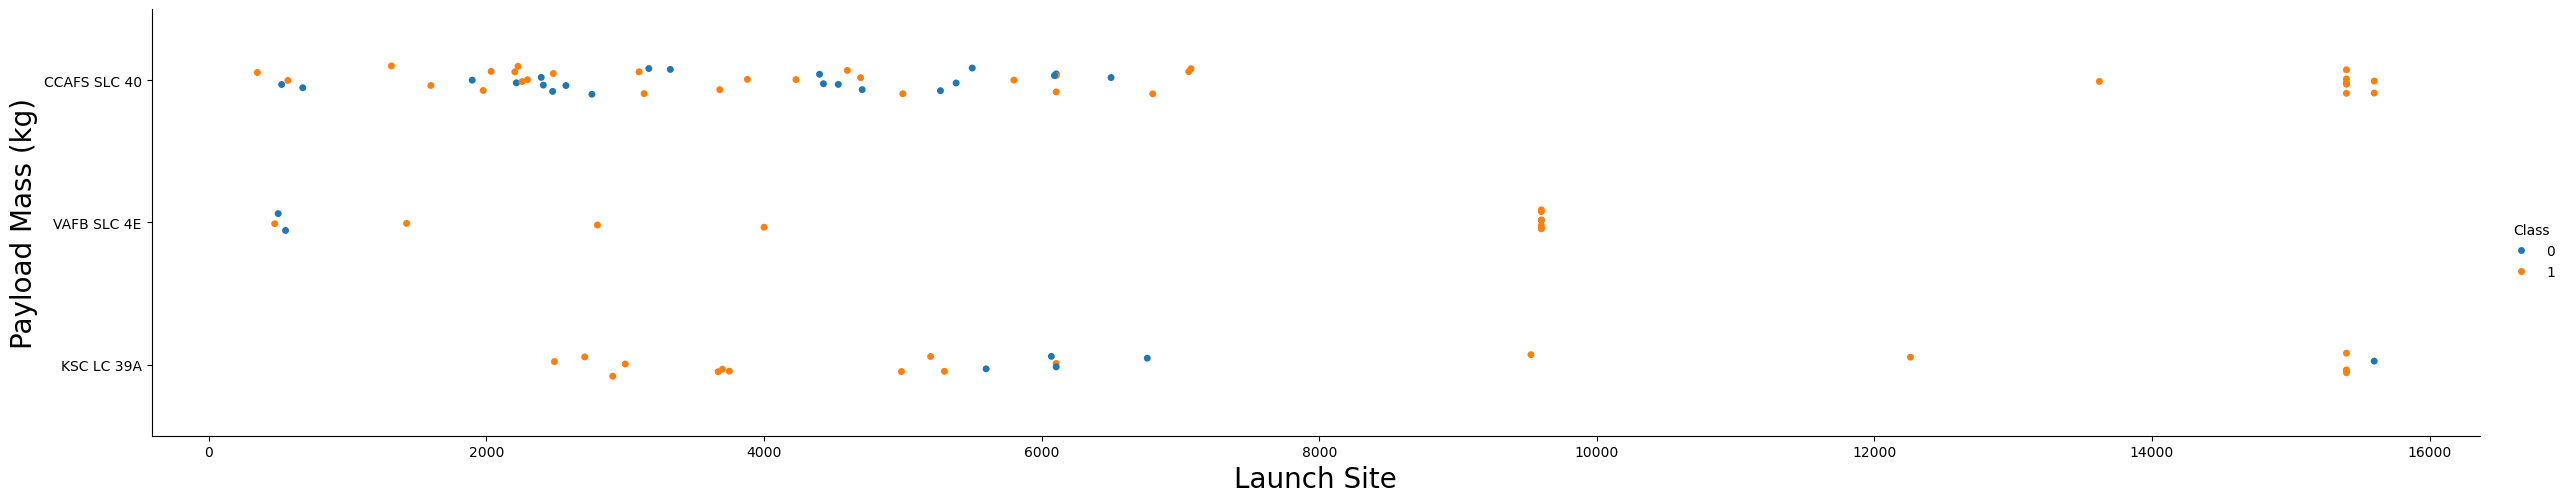 Payload Mass (kg)
CCAFS SLC 40
VAFB SLC 4E
KSC LC 39A
0 2000 4000 6000 8000 10000 12000 14000 16000
Launch Site
Class
0
1